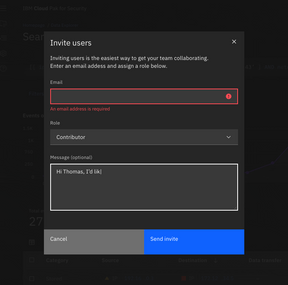 Invite users
Inviting users is the easiest way to get your team collaborating.
Enter an email addess and assign a role below.
Email
An email address is required
Role
Contributor
Message (optional)
Hi Thomas, I'd lik
Cancel
Send invite